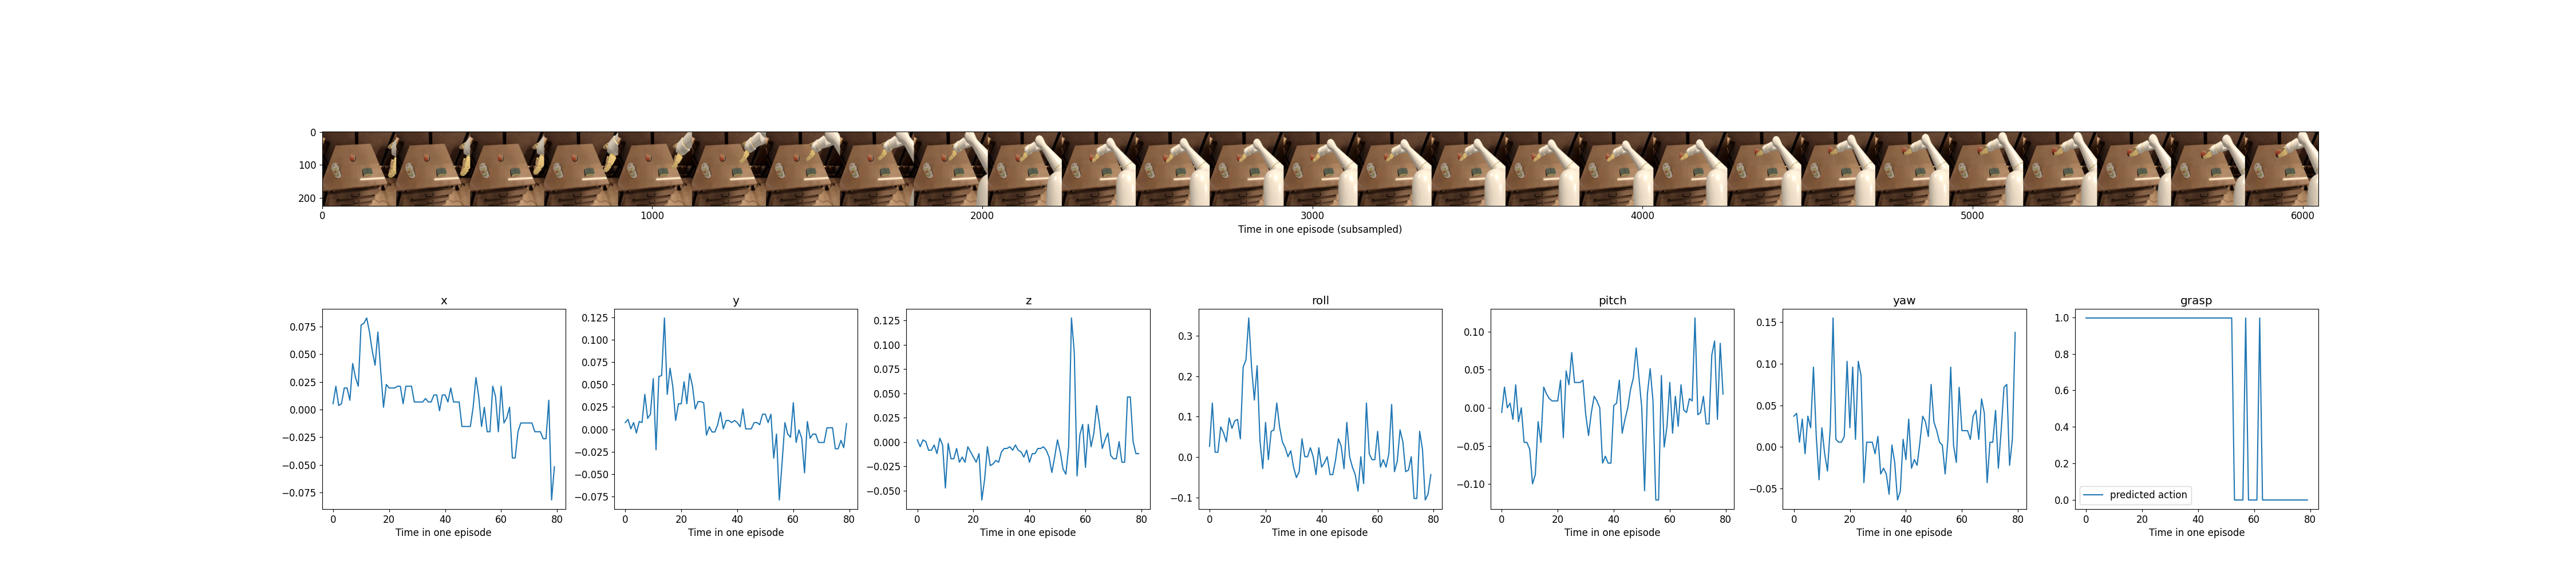 0
100
200
0 1000 2000 3000 4000 5000 6000
Time in one episode (subsampled)
x
0.075
0.050
0.025
0.000
−0.025
−0.050
−0.075
0 20 40 60 80
Time in one episode
y
0.125
0.100
0.075
0.050
0.025
0.000
−0.025
−0.050
−0.075
0 20 40 60 80
Time in one episode
z
0.125
0.100
0.075
0.050
0.025
0.000
−0.025
−0.050
0 20 40 60 80
Time in one episode
roll
0.3
0.2
0.1
0.0
−0.1
0 20 40 60 80
Time in one episode
pitch
0.10
0.05
0.00
−0.05
−0.10
0 20 40 60 80
Time in one episode
yaw
0.15
0.10
0.05
0.00
−0.05
0 20 40 60 80
Time in one episode
grasp
1.0
0.8
0.6
0.4
0.2
0.0
predicted action
0 20 40 60 80
Time in one episode